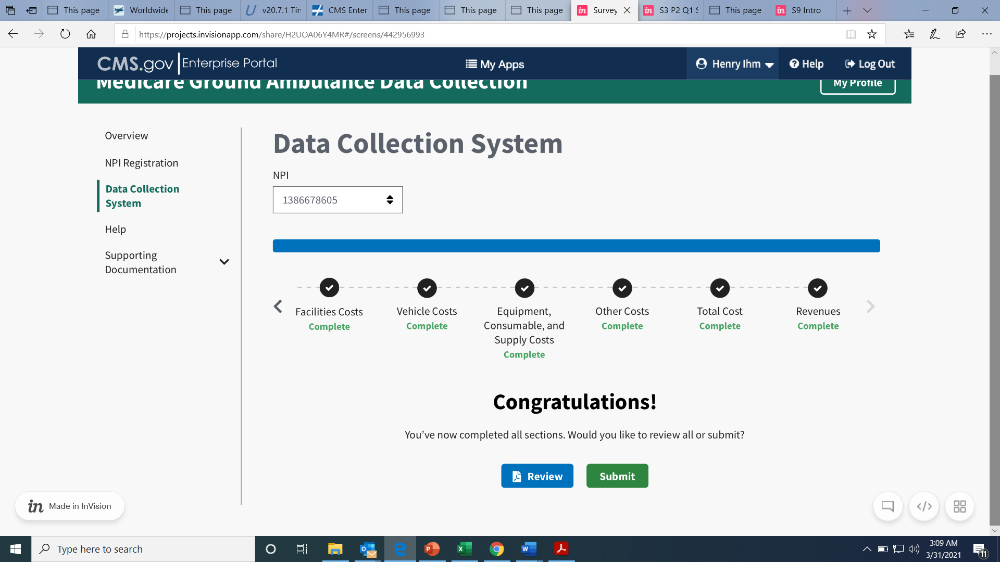 This page
Worldwide
This page
v20.7.1 Tin
CMS Enter
This page
This page
This page
Survey
S3 P2 Q1 S
This page
S9 Intro
https://projects.invisionapp.com/share/H2UOA06Y4MR#/screens/442956993
CMS.gov Enterprise Portal
My Apps
Henry Ihm
Help
Log Out
Medicare Ground Ambulance Data Collection
My Profile
Overview
NPI Registration
Data Collection
System
Help
Supporting
Documentation
Data Collection System
NPI
1386678605
Facilities Costs
Complete
Vehicle Costs
Complete
Equipment,
Consumable, and
Supply Costs
Complete
Other Costs
Complete
Total Cost
Complete
Revenues
Complete
Congratulations!
You’ve now completed all sections. Would you like to review all or submit?
Review
Submit
in Made in InVision
Type here to search
3:09 AM
3/31/2021
11